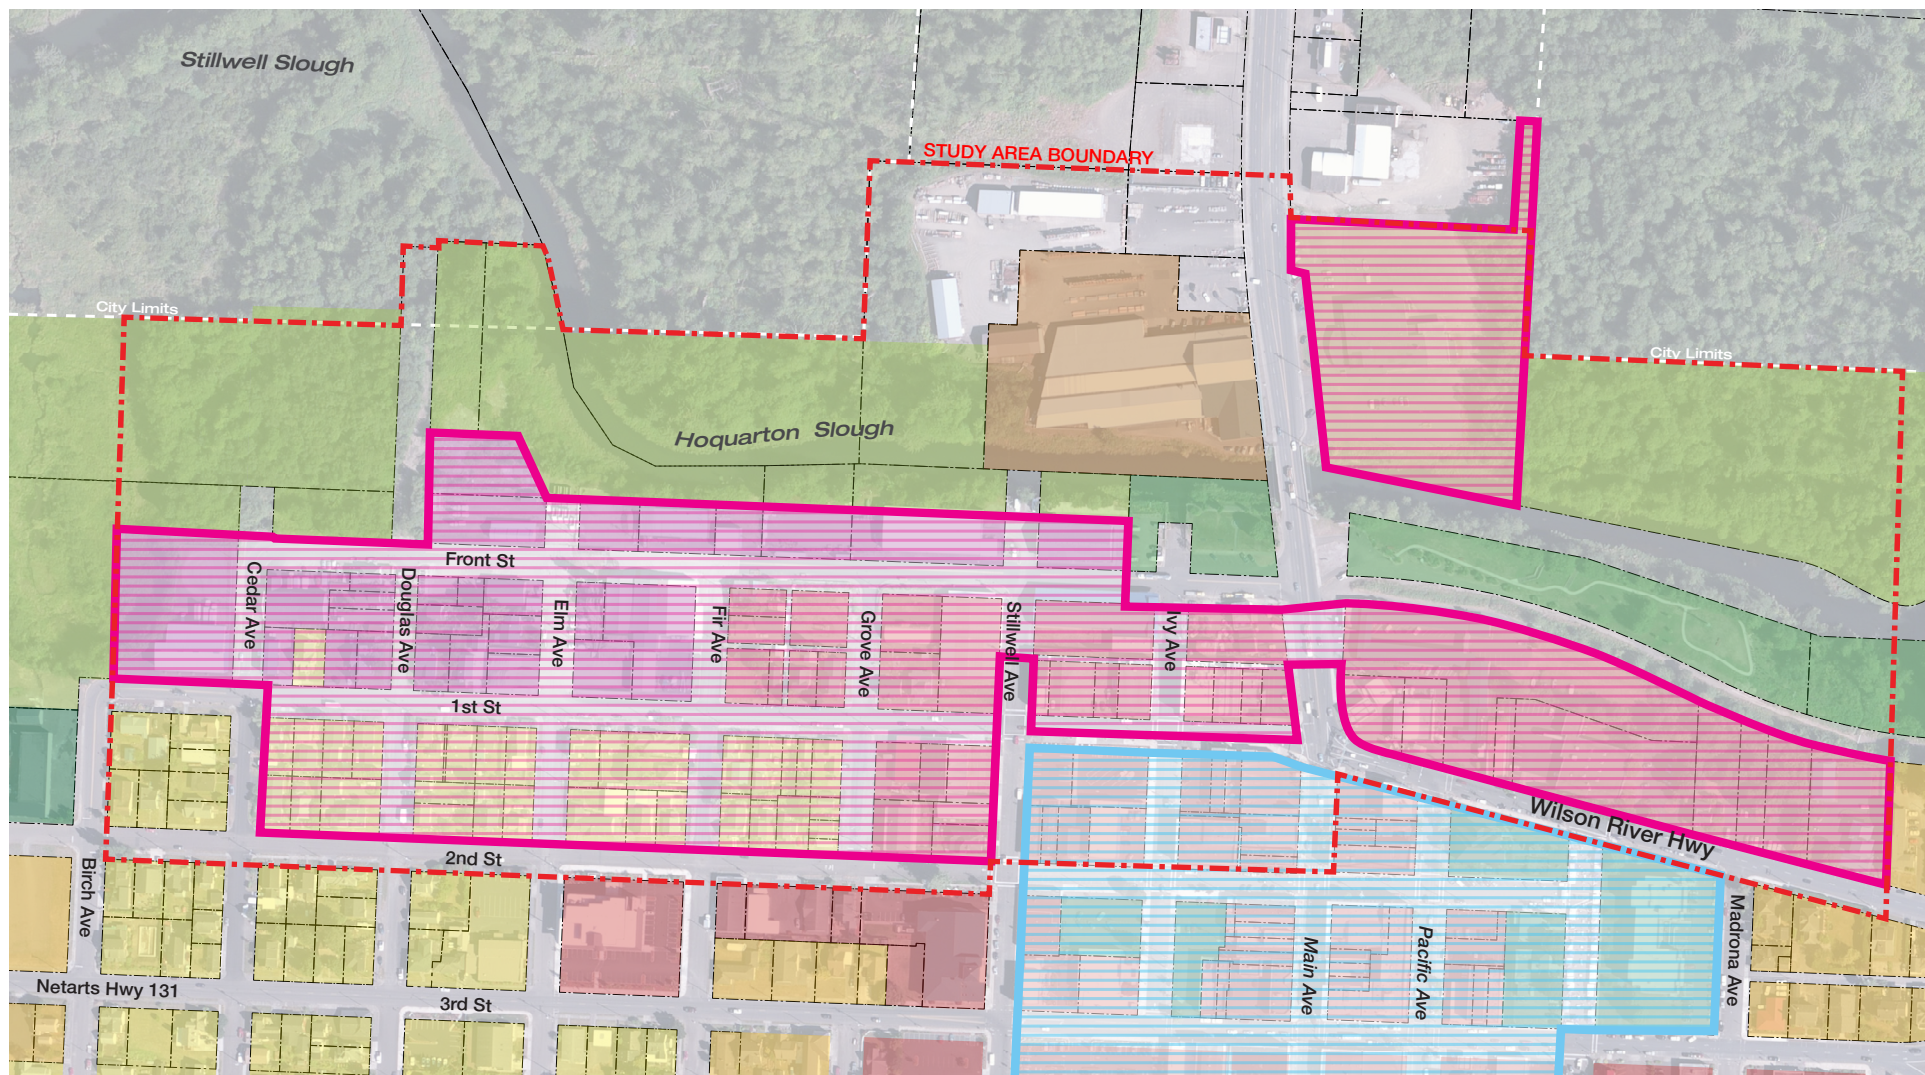 Stillwell Slough
STUDY AREA BOUNDARY
City Limits
City Limits
Hoquarton Slough
Front St
Cedar Ave
Douglas Ave
Elm Ave
Fir Ave
Grove Ave
Stillwell Ave
Ivy Ave
1st St
Wilson River Hwy
2nd St
Birch Ave
Main Ave
Pacific Ave
Madrona Ave
Netarts Hwy 131
3rd St